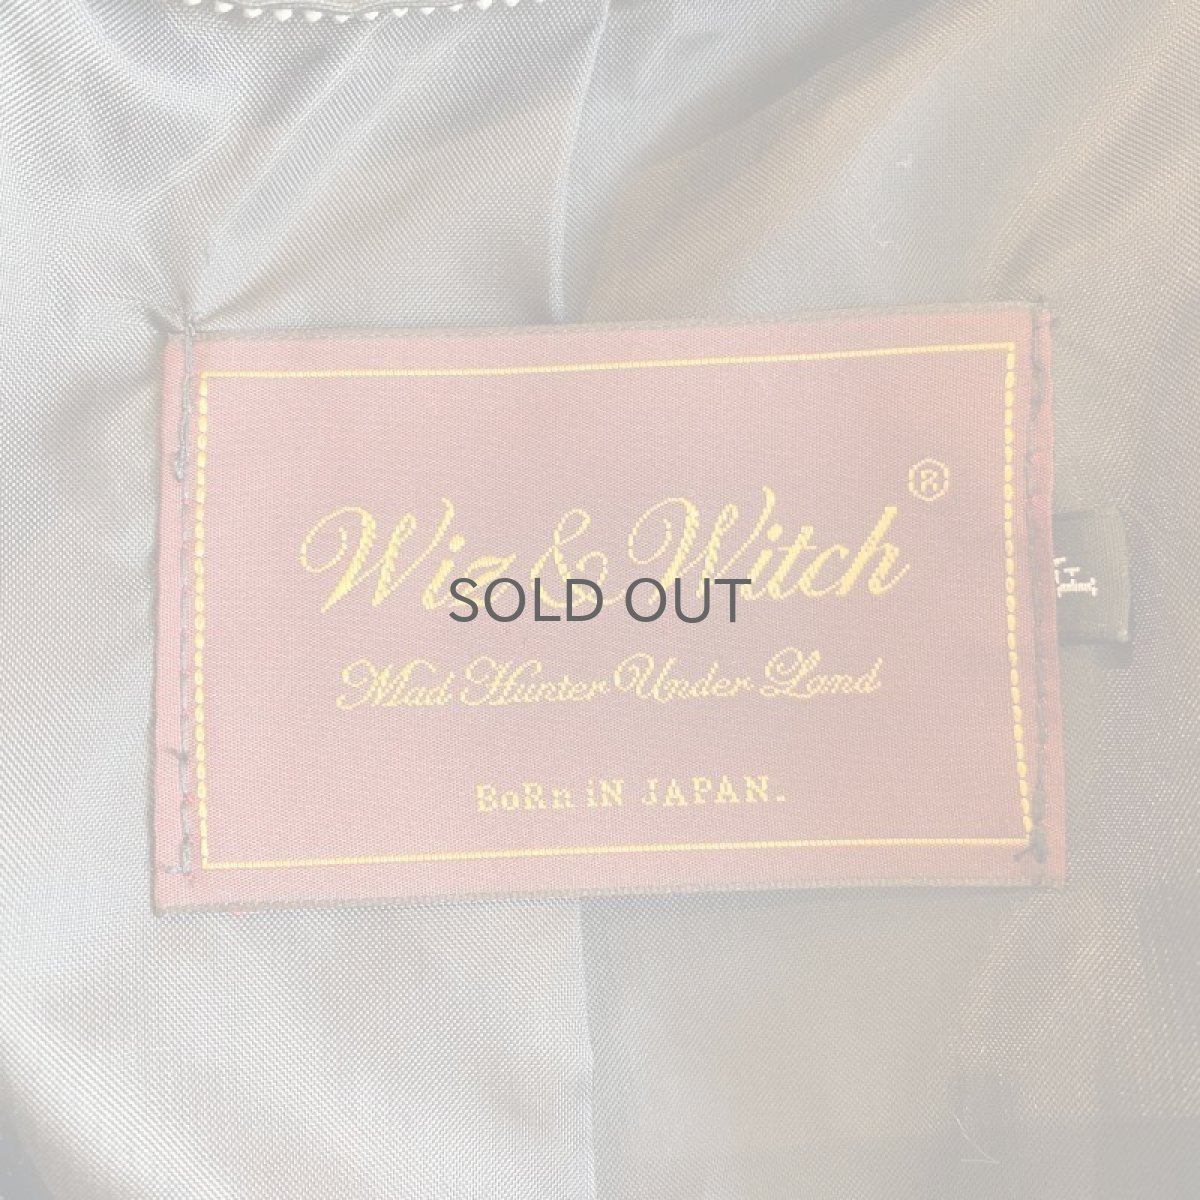 ®
Wiz & Witch
SOLD OUT
Mad Hunter Under Land
BoRn iN JAPAN.